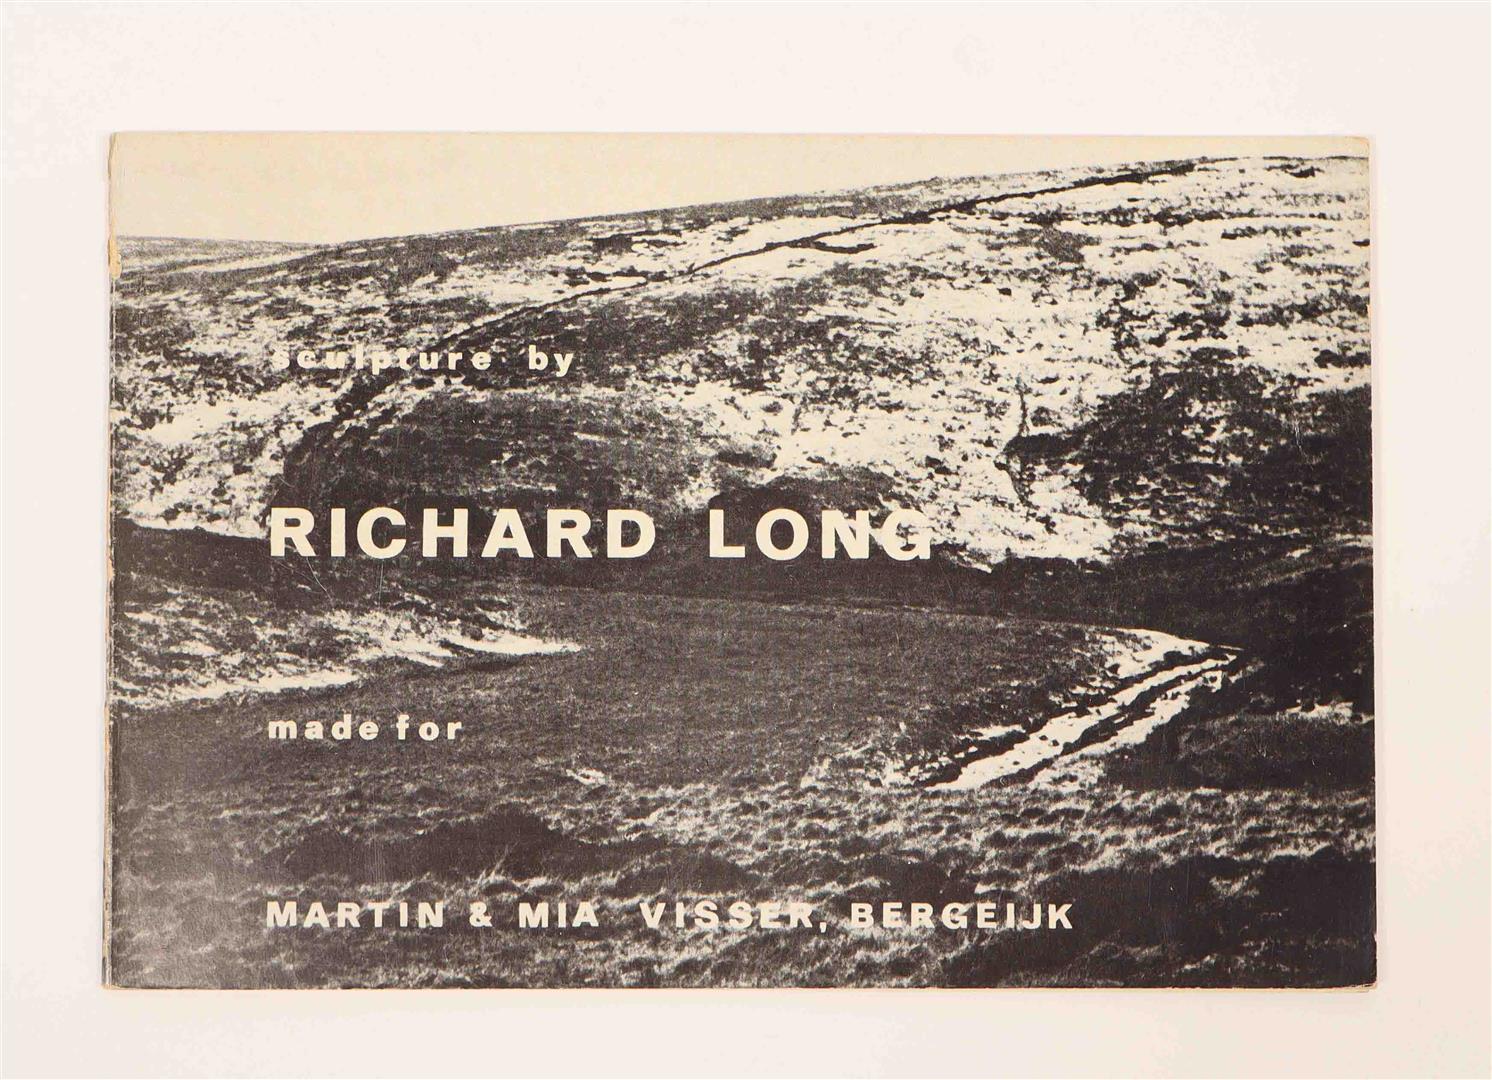 sculpture by
RICHARD LONG
made for
MARTIN & MIA VISSER, BERGEIJK